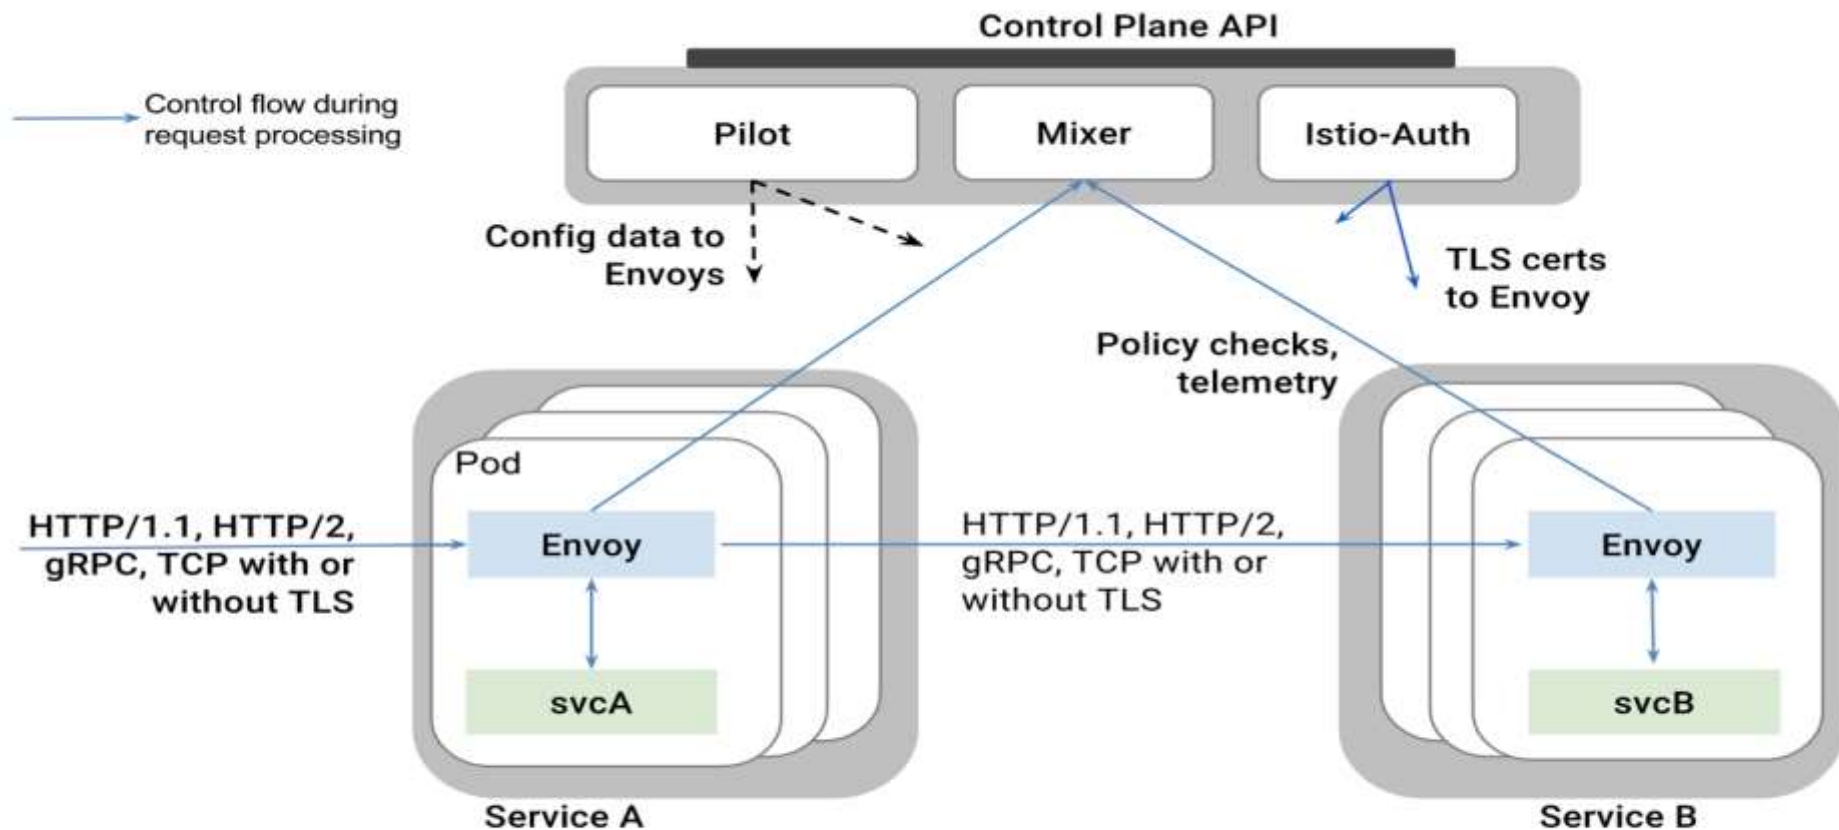 Control Plane API
Control flow during
request processing
Pilot
Mixer
Istio-Auth
Config data to
Envoys
TLS certs
to Envoy
Policy checks,
telemetry
Pod
HTTP/1.1, HTTP/2,
gRPC, TCP with or
without TLS
Envoy
HTTP/1.1, HTTP/2,
gRPC, TCP with or
without TLS
Envoy
svcA
svcB
Service A
Service B